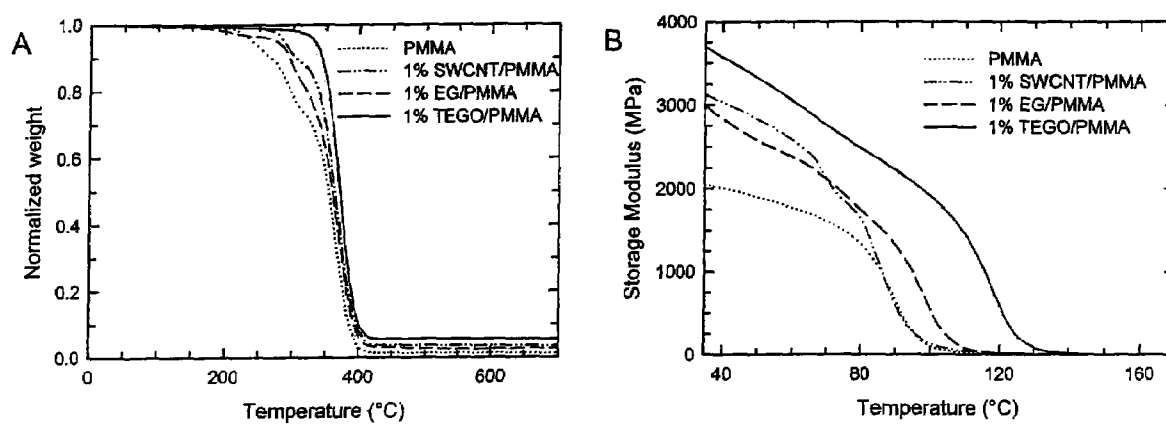 A
1.0
0.8
0.6
0.4
0.2
0.0
Normalized weight
PMMA
1% SWCNT/PMMA
1% EG/PMMA
1% TEGO/PMMA
0
200
400
600
Temperature (°C)
B
4000
3000
2000
1000
0
Storage Modulus (MPa)
PMMA
1% SWCNT/PMMA
1% EG/PMMA
1% TEGO/PMMA
40
80
120
160
Temperature (°C)